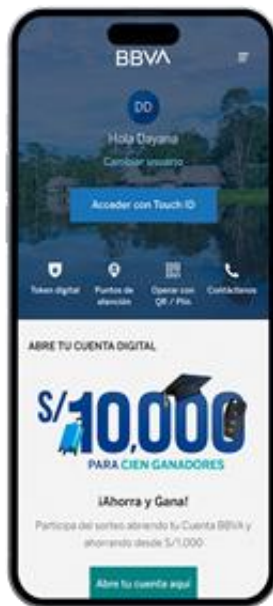 BBVA
DD
Hola Dayana
Cambiar usuario
Acceder con Touch ID
Token digital
Puntos de
atención
Operar con
QR / Plin
Contáctenos
ABRE TU CUENTA DIGITAL
S/10,000
PARA CIEN GANADORES
¡Ahorra y Gana!
Participa del sorteo abriendo tu Cuenta BBVA y
ahorrando desde S/1,000
Abre tu cuenta aquí